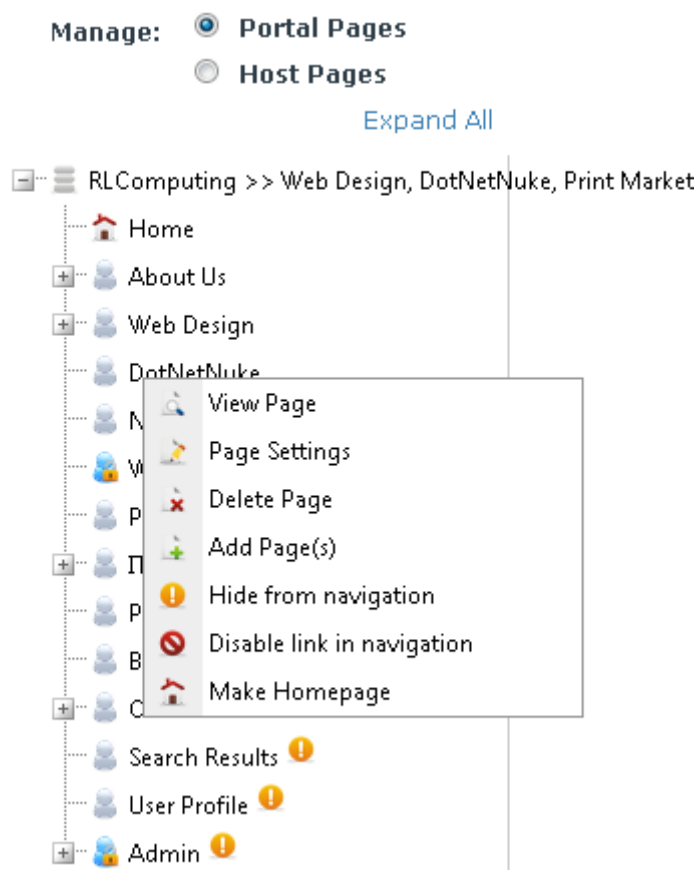 Manage:
Portal Pages
Host Pages
Expand All
RLComputing >> Web Design, DotNetNuke, Print Market
Home
About Us
Web Design
DotNetNuke
View Page
Page Settings
Delete Page
Add Page(s)
Hide from navigation
Disable link in navigation
Make Homepage
Search Results
User Profile
Admin